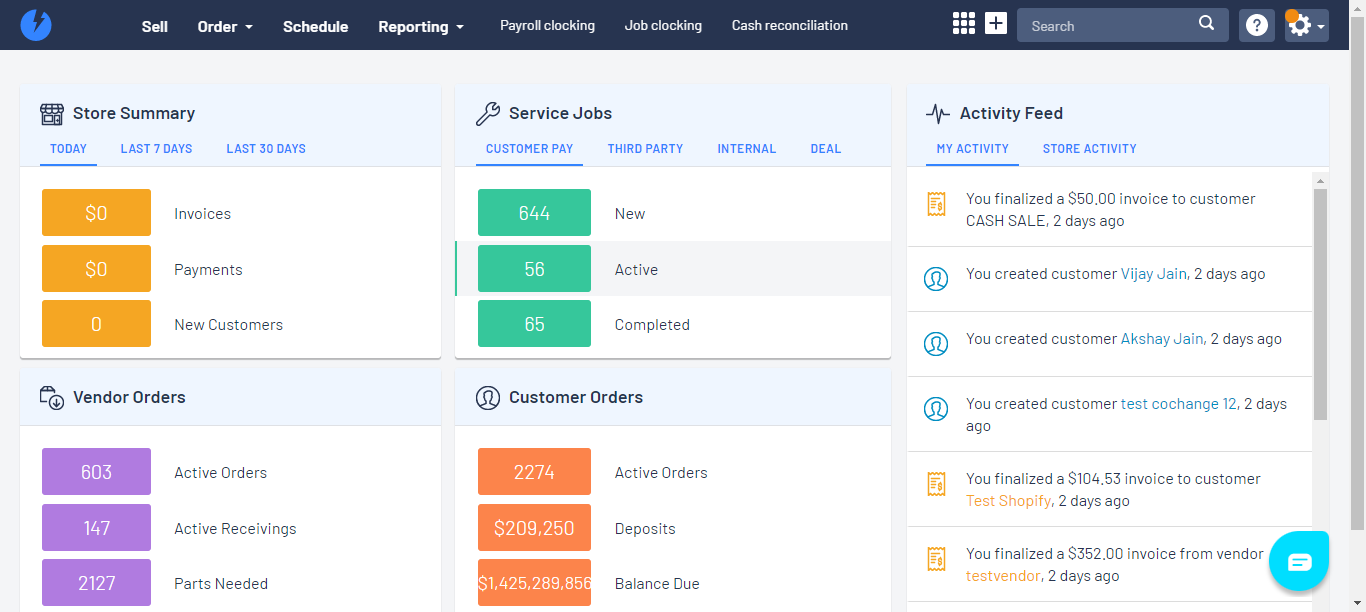 Sell Order Schedule Reporting Payroll clocking Job clocking Cash reconciliation Search
Store Summary
TODAY LAST 7 DAYS LAST 30 DAYS
$0 Invoices
$0 Payments
0 New Customers
Service Jobs
CUSTOMER PAY THIRD PARTY INTERNAL DEAL
644 New
56 Active
65 Completed
Vendor Orders
603 Active Orders
147 Active Receivings
2127 Parts Needed
Customer Orders
2274 Active Orders
$209,250 Deposits
$1,425,289,856 Balance Due
Activity Feed
MY ACTIVITY STORE ACTIVITY
You finalized a $50.00 invoice to customer
CASH SALE, 2 days ago
You created customer Vijay Jain, 2 days ago
You created customer Akshay Jain, 2 days ago
You created customer test cochange 12, 2 days
ago
You finalized a $104.53 invoice to customer
Test Shopify, 2 days ago
You finalized a $352.00 invoice from vendor
testvendor, 2 days ago